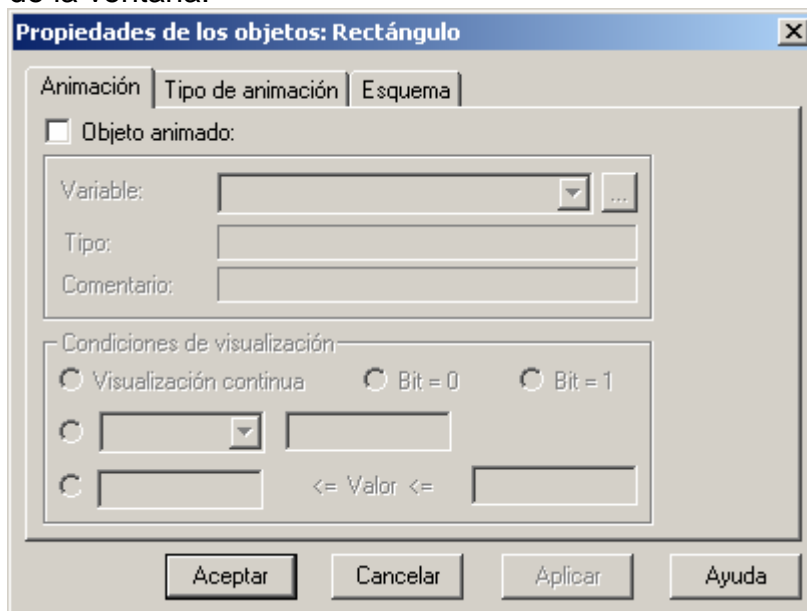 de la ventana.
Propiedades de los objetos: Rectángulo
Animación Tipo de animación Esquema
Objeto animado:
Variable: ...
Tipo:
Comentario:
Condiciones de visualización
Visualización continua Bit = 0 Bit = 1
<= Valor <=
Aceptar Cancelar Aplicar Ayuda